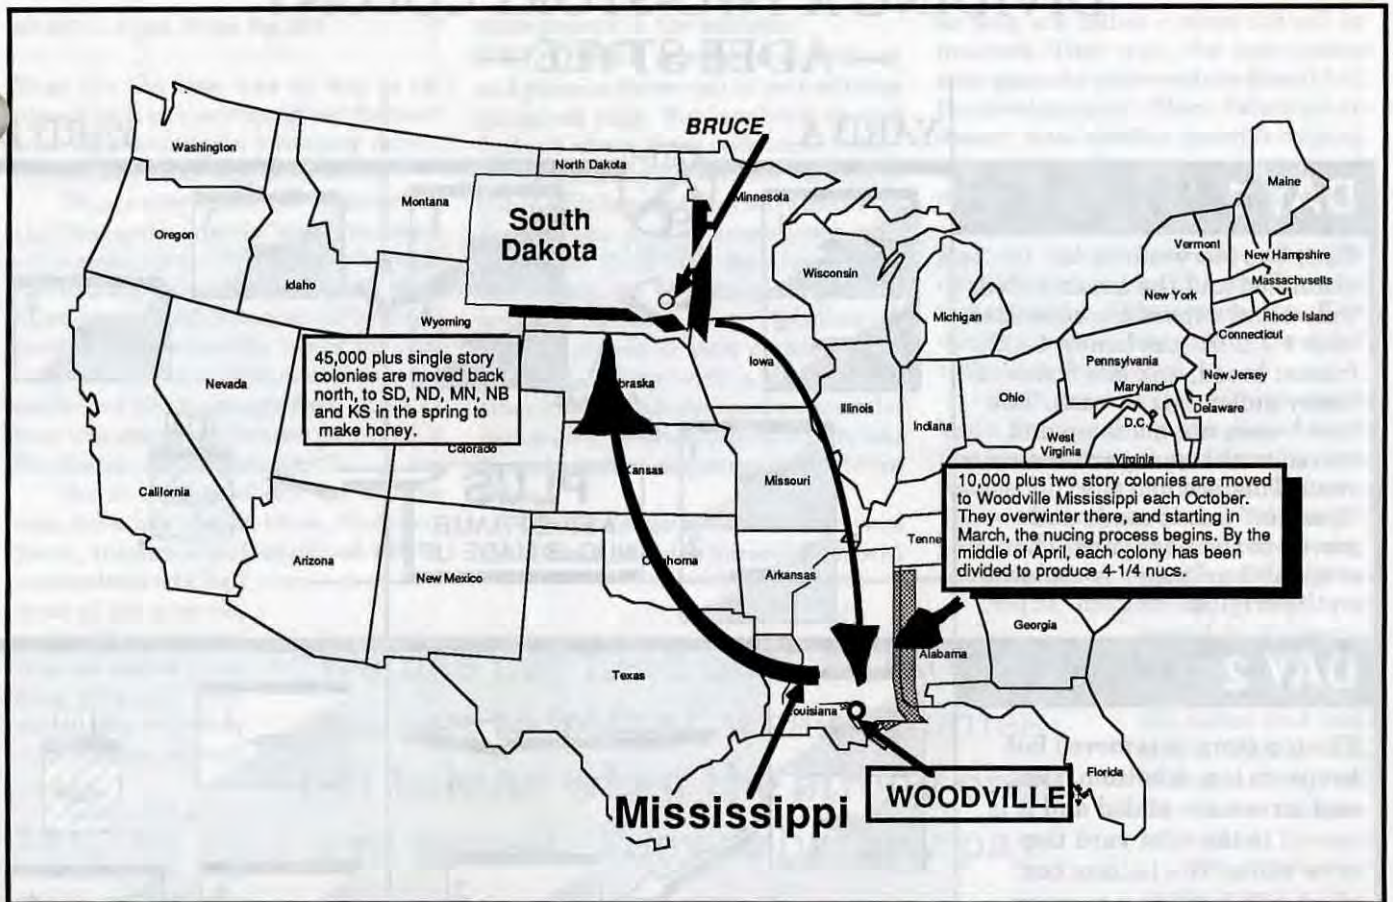 BRUCE
Washington
North Dakota
Minnesota
Maine
Montana
South
Dakota
Oregon
Vermont
New Hampshire
Idaho
Wisconsin
Massachusetts
New York
Wyoming
Michigan
Rhode Island
Connecticut
45,000 plus single story
colonies are moved back
north, to SD, ND, MN, NB
and KS in the spring to
make honey.
Iowa
Pennsylvania
Nevada
braska
New Jersey
Maryland
Ohio
Illinois
Delaware
Indiana
D.C.
West
Virginia
Colorado
Virginia
Kansas
Missouri
California
10,000 plus two story colonies are moved
to Woodville Mississippi each October.
They overwinter there, and starting in
March, the nucing process begins. By the
middle of April, each colony has been
divided to produce 4-1/4 nucs.
Tenne
Arizona
Oklahoma
New Mexico
Arkansas
Georgia
Alabama
Texas
Louisiana
Florida
Mississippi
WOODVILLE